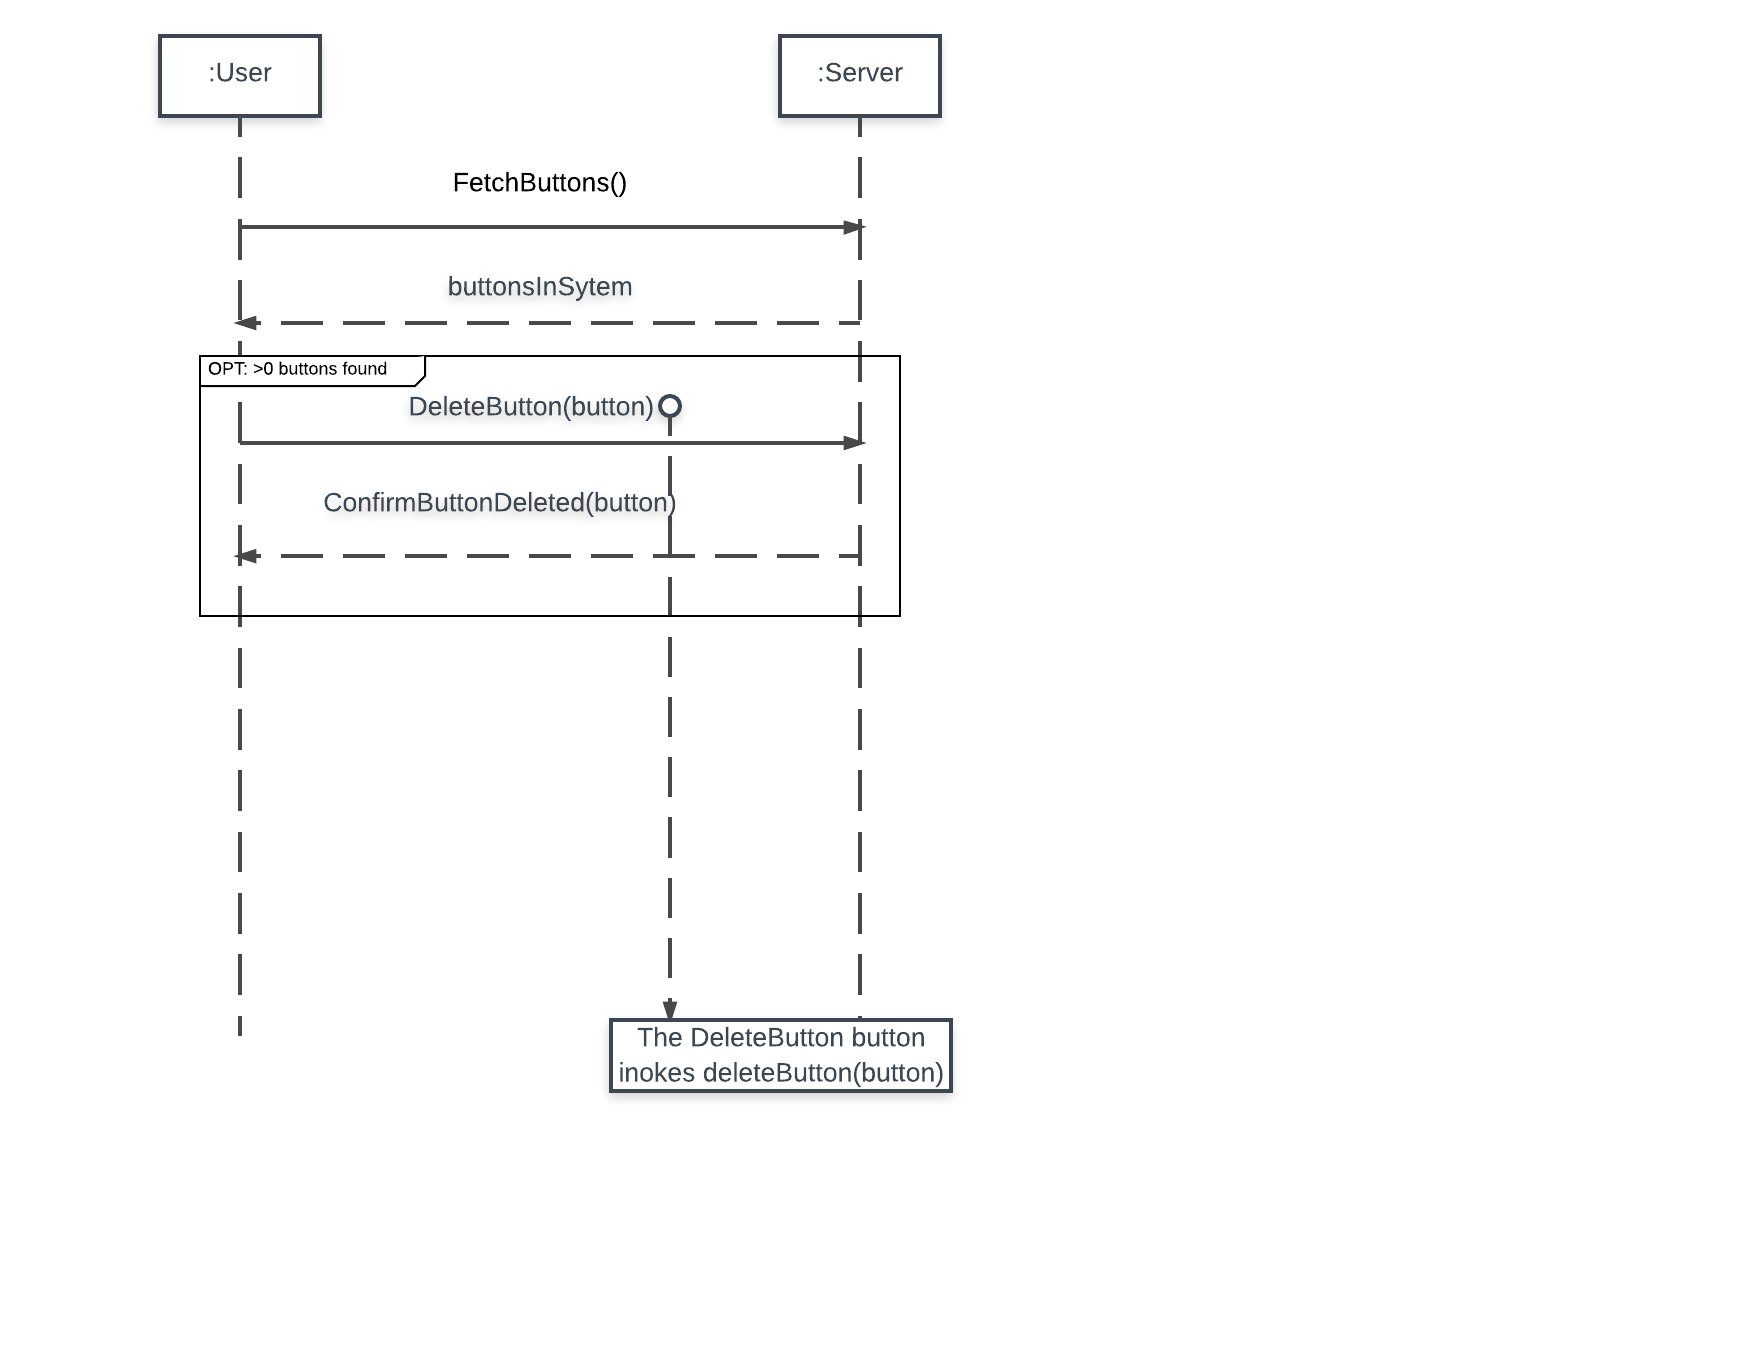 :User
:Server
FetchButtons()
buttonsInSytem
OPT: >0 buttons found
DeleteButton(button)
ConfirmButtonDeleted(button)
The DeleteButton button
inokes deleteButton(button)